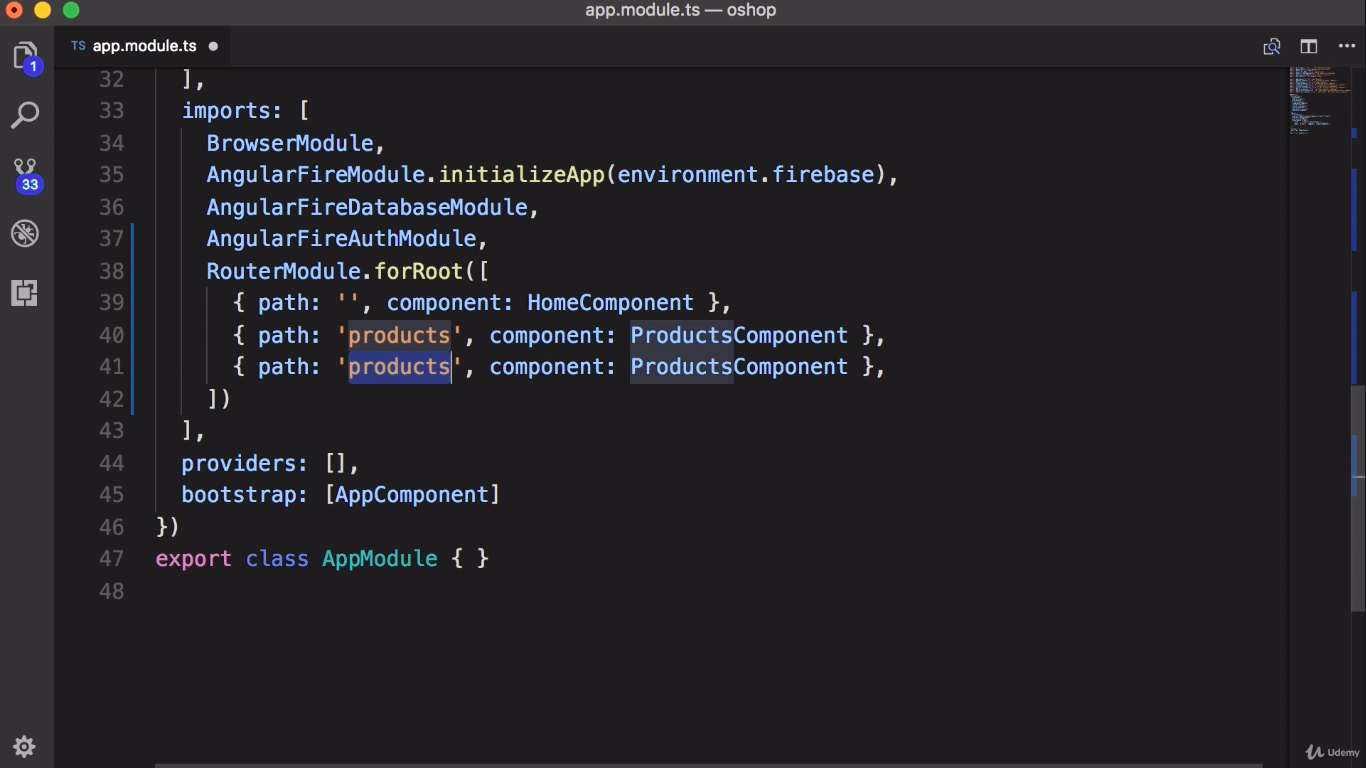 app.module.ts — oshop
TS app.module.ts
1
33
32 ],
33 imports: [
34 BrowserModule,
35 AngularFireModule.initializeApp(environment.firebase),
36 AngularFireDatabaseModule,
37 AngularFireAuthModule,
38 RouterModule.forRoot([
39 { path: '', component: HomeComponent },
40 { path: 'products', component: ProductsComponent },
41 { path: 'products', component: ProductsComponent },
42 ])
43 ],
44 providers: [],
45 bootstrap: [AppComponent]
46 })
47 export class AppModule { }
48
Udemy